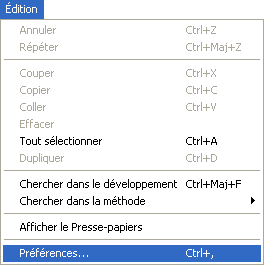 Édition
Annuler Ctrl+Z
Répéter Ctrl+Maj+Z
Couper Ctrl+X
Copier Ctrl+C
Coller Ctrl+V
Effacer
Tout sélectionner Ctrl+A
Dupliquer Ctrl+D
Chercher dans le développement Ctrl+Maj+F
Chercher dans la méthode
Afficher le Presse-papiers
Préférences... Ctrl+,